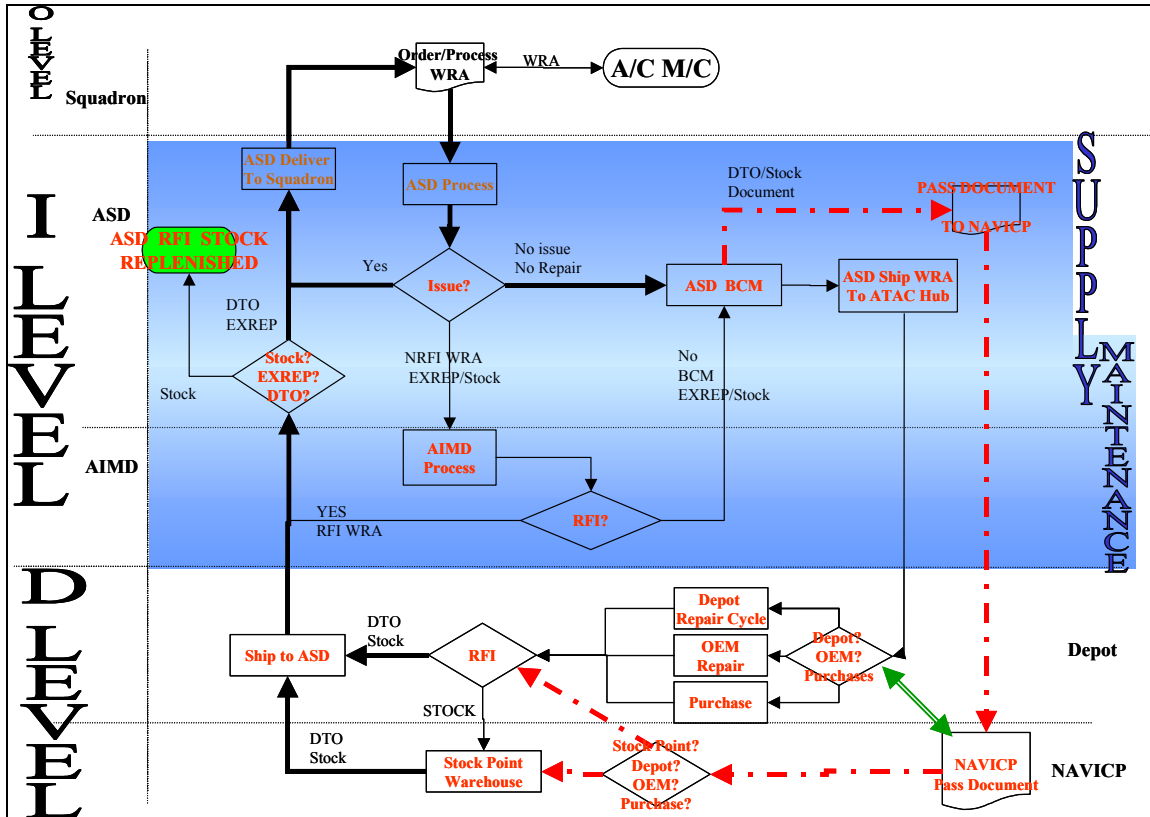 O LEVEL
Squadron
Order/Process
WRA
WRA
A/C M/C
I LEVEL
SUPPLY
MAINTENANCE
ASD Deliver
To Squadron
ASD Process
DTO/Stock
Document
PASS DOCUMENT
TO NAVICP
ASD
ASD RFI STOCK
REPLENISHED
Yes
Issue?
No issue
No Repair
ASD BCM
ASD Ship WRA
To ATAC Hub
DTO
EXREP
Stock?
EXREP?
DTO?
Stock
NRFI WRA
EXREP/Stock
No
BCM
EXREP/Stock
AIMD
AIMD
Process
YES
RFI WRA
RFI?
D LEVEL
Depot
Repair Cycle
DTO
Stock
Ship to ASD
RFI
OEM
Repair
Depot?
OEM?
Purchases
Depot
Purchase
STOCK
DTO
Stock
Stock Point
Warehouse
Stock Point?
Depot?
OEM?
Purchase?
NAVICP
Pass Document
NAVICP